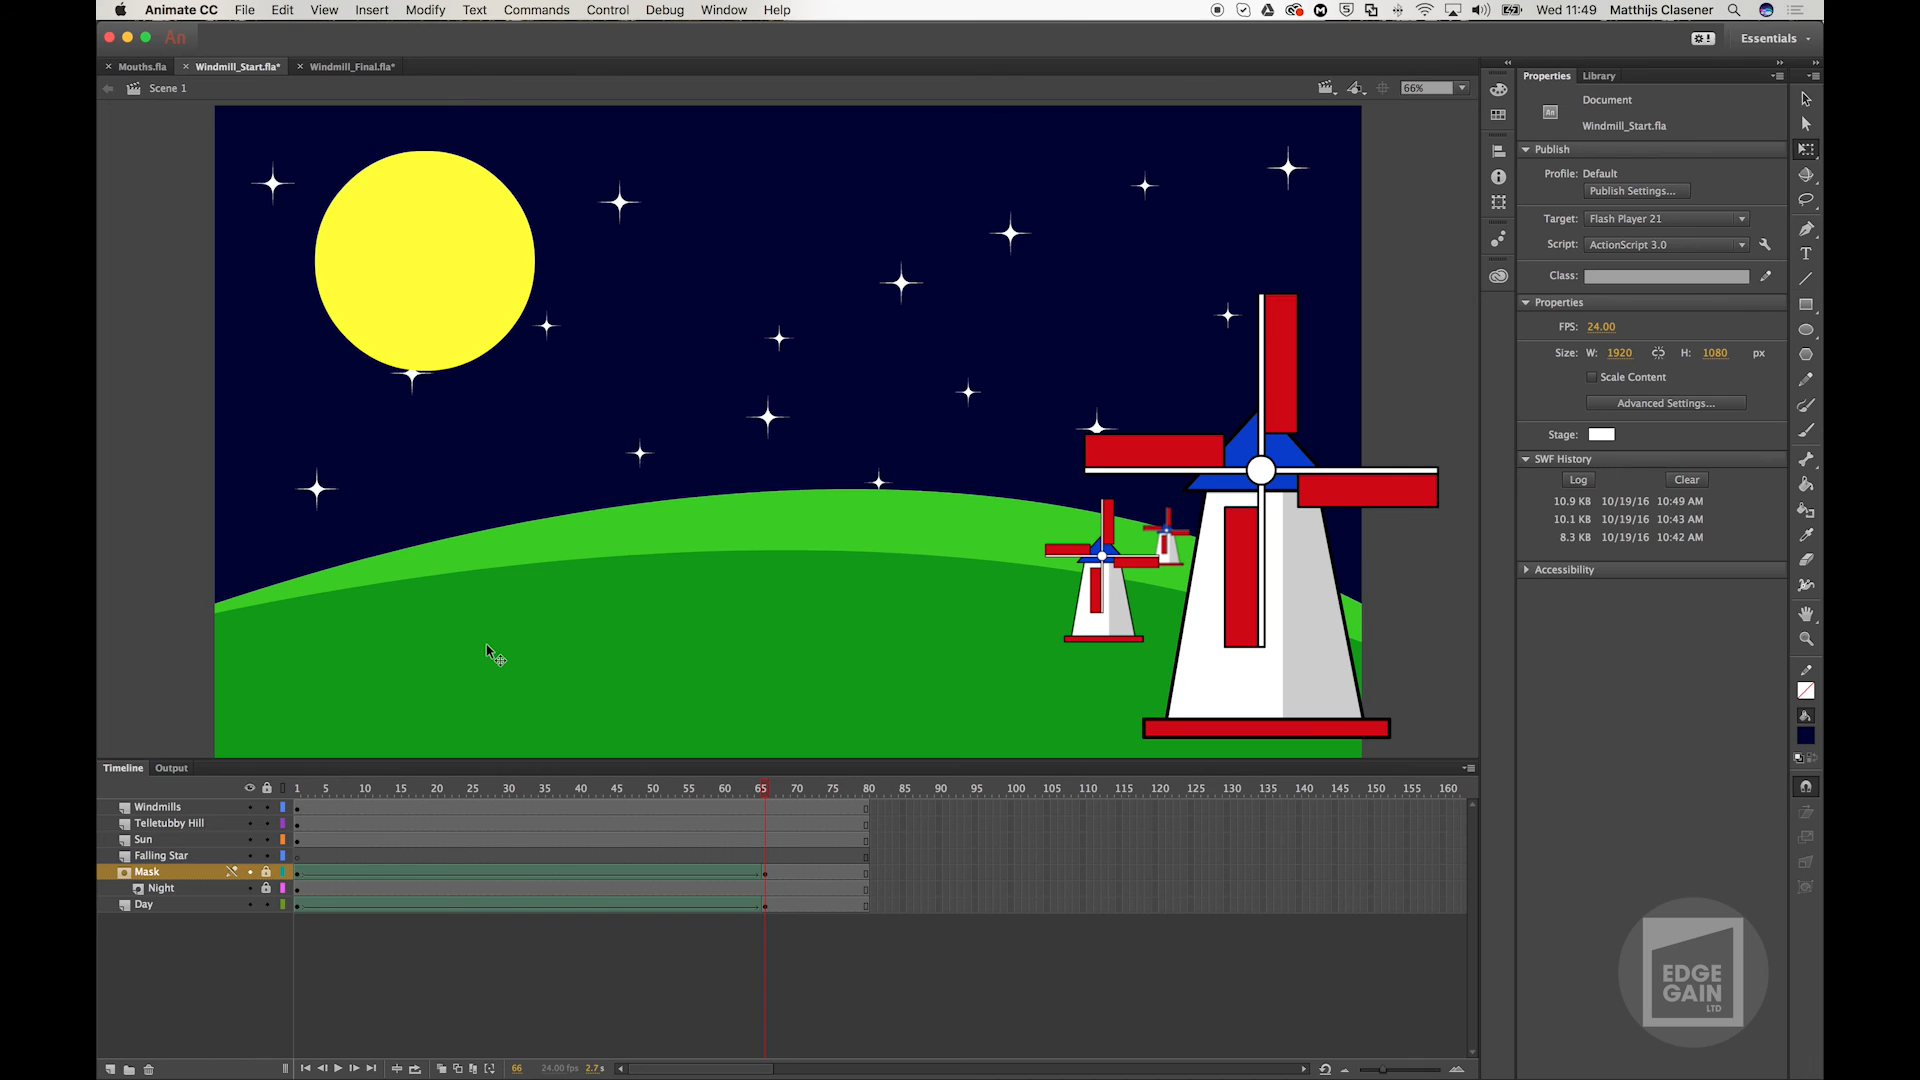 Animate CC File Edit View Insert Modify Text Commands Control Debug Window Help Wed 11:49 Matthijs Clasener
An Essentials
× Mouths.fla × Windmill_Start.fla* × Windmill_Final.fla*
Scene 1 66%
Properties Library
Document
An
Windmill_Start.fla
Publish
Profile: Default
Publish Settings...
Target: Flash Player 21
Script: ActionScript 3.0
Class:
Properties
FPS: 24.00
Size: W: 1920 H: 1080 px
Scale Content
Advanced Settings...
Stage:
SWF History
Log Clear
10.9 KB 10/19/16 10:49 AM
10.1 KB 10/19/16 10:43 AM
8.3 KB 10/19/16 10:42 AM
Accessibility
Timeline Output
1 5 10 15 20 25 30 35 40 45 50 55 60 65 70 75 80 85 90 95 100 105 110 115 120 125 130 135 140 145 150 155 160
Windmills
Telletubby Hill
Sun
Falling Star
Mask
Night
Day
66 24.00 fps 2.7 s
EDGE
GAIN
LTD